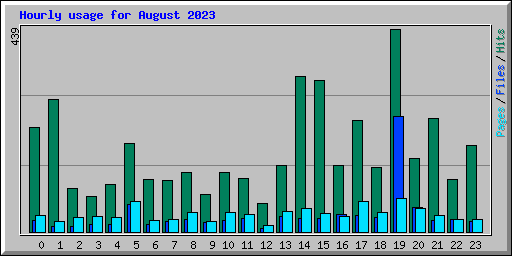 Hourly usage for August 2023
439
Pages / Files / Hits
0 1 2 3 4 5 6 7 8 9 10 11 12 13 14 15 16 17 18 19 20 21 22 23